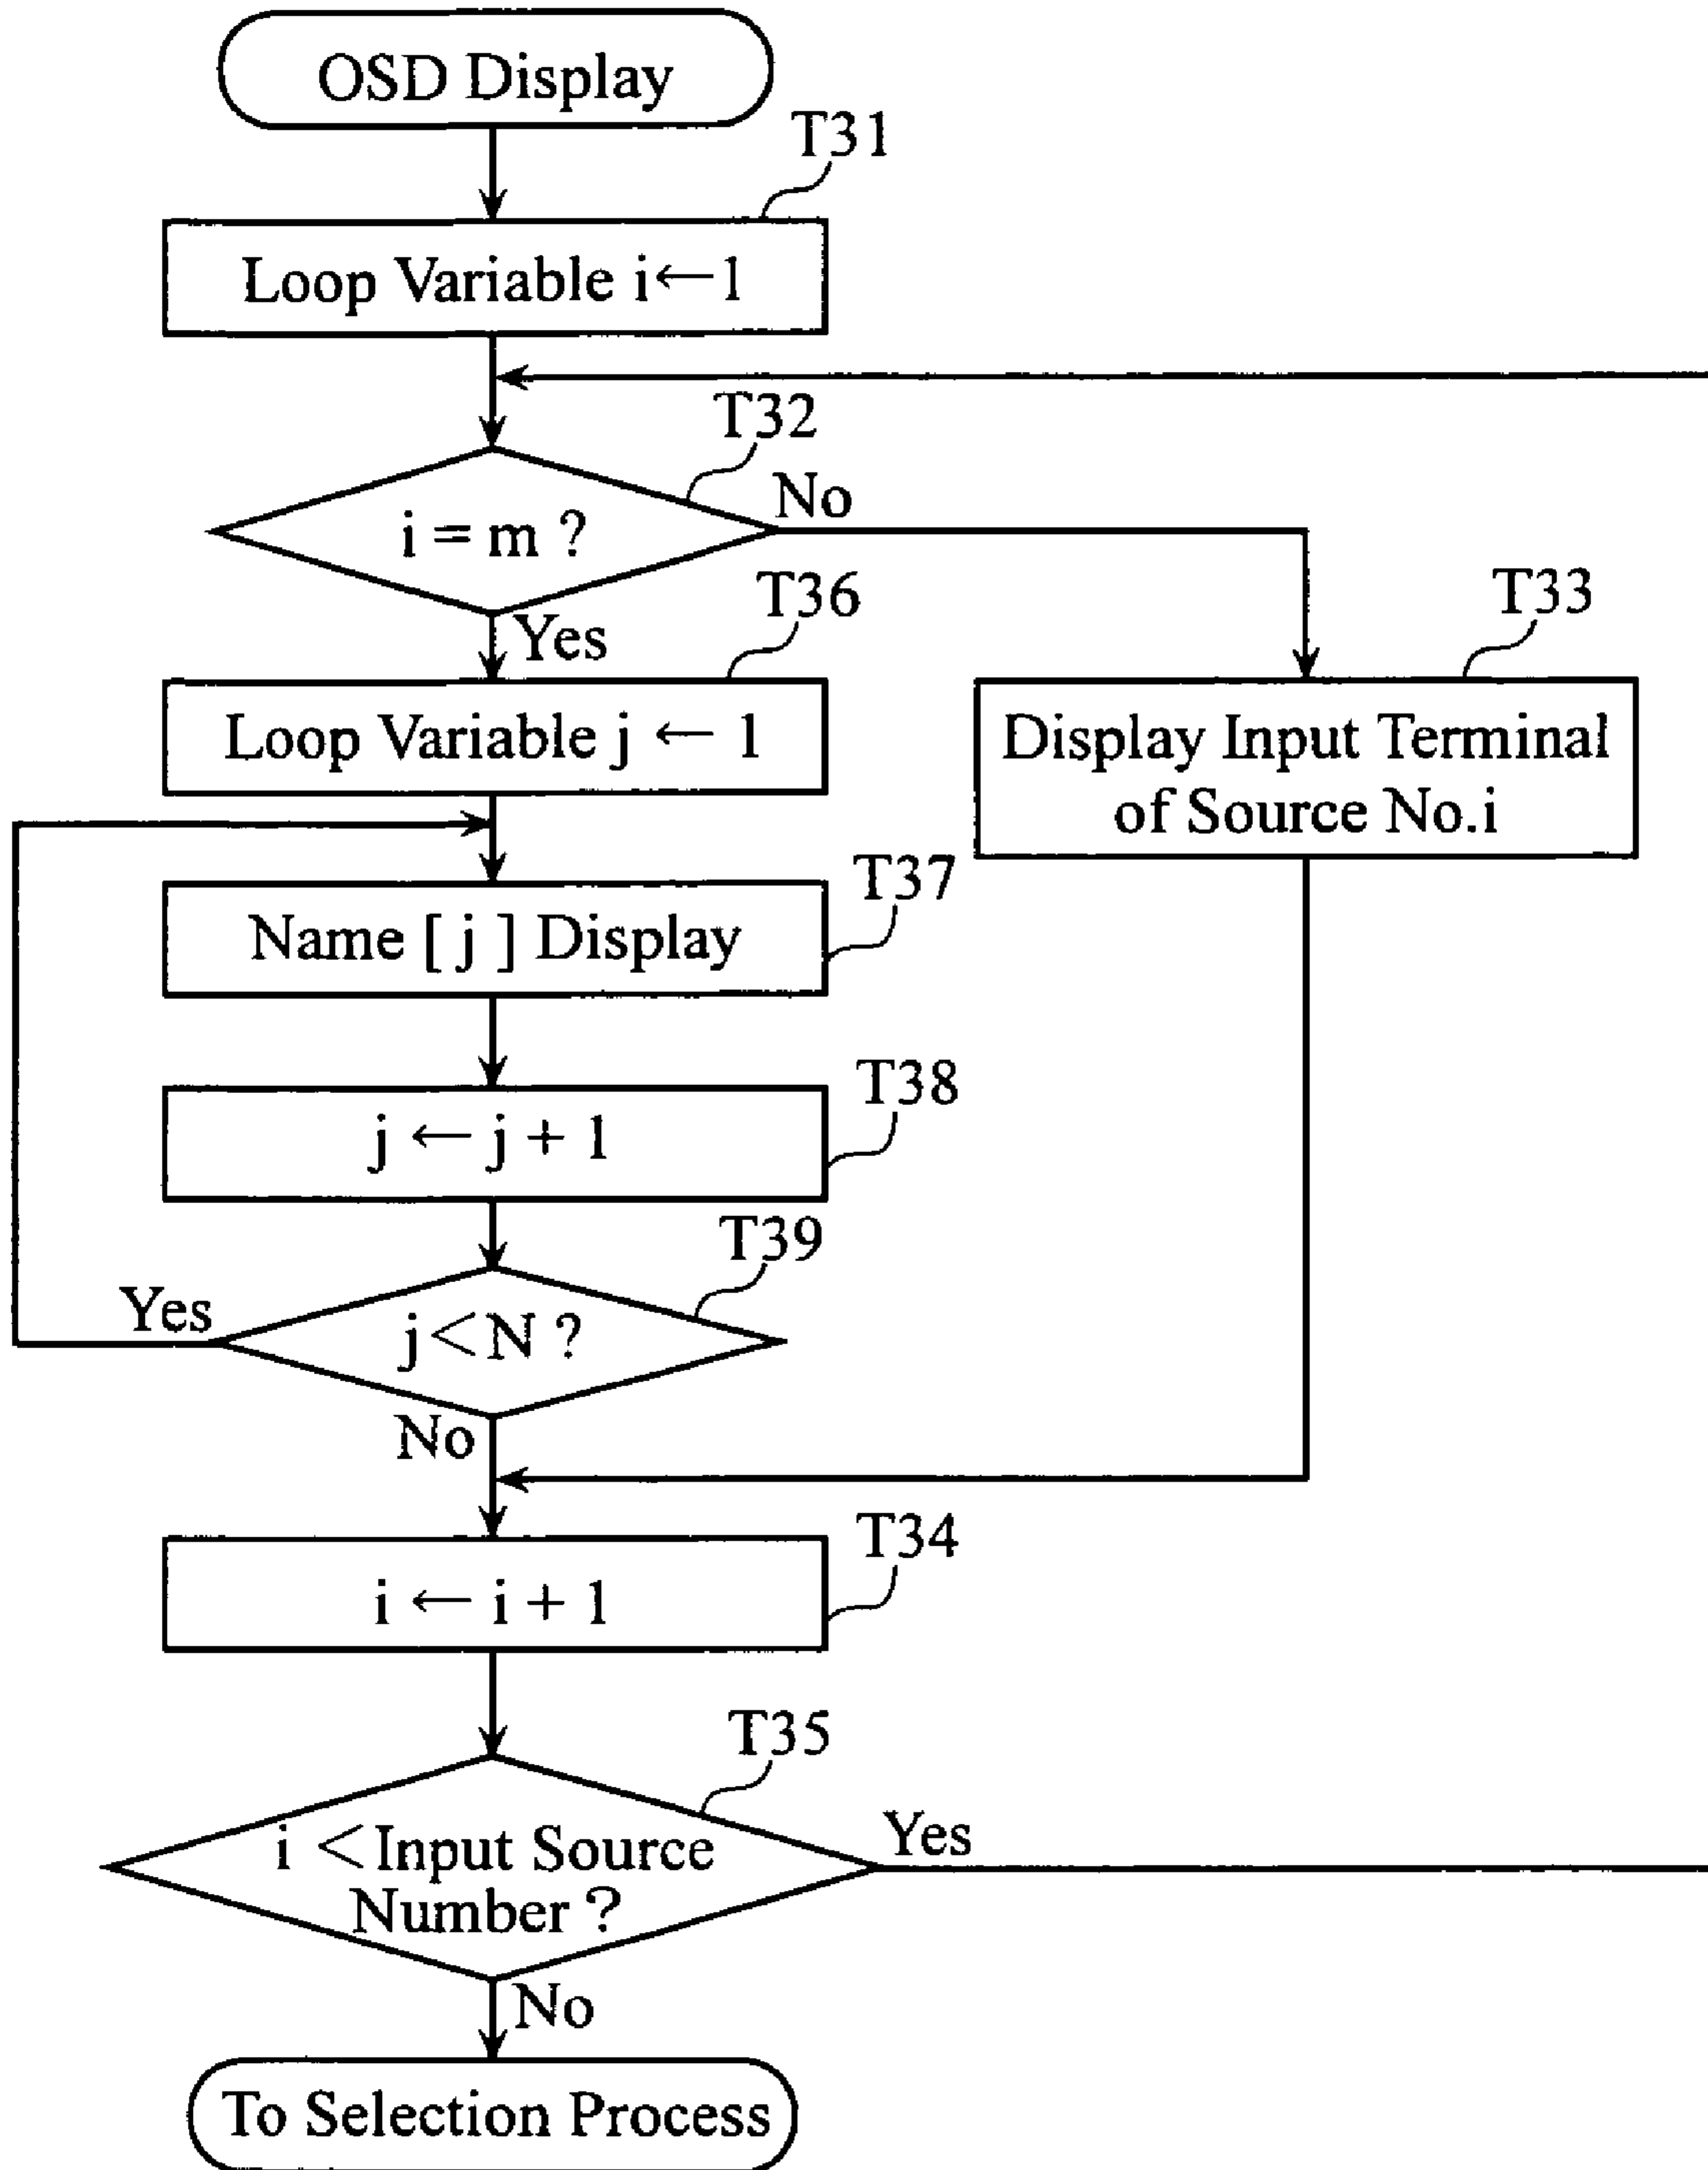 OSD Display
T31
Loop Variable i←1
T32
i = m ?
No
Yes
T36
T33
Loop Variable j ← 1
Display Input Terminal
of Source No.i
T37
Name [ j ] Display
T38
j ← j + 1
T39
j<N ?
Yes
No
T34
i ← i + 1
T35
i <Input Source
Number ?
Yes
No
To Selection Process